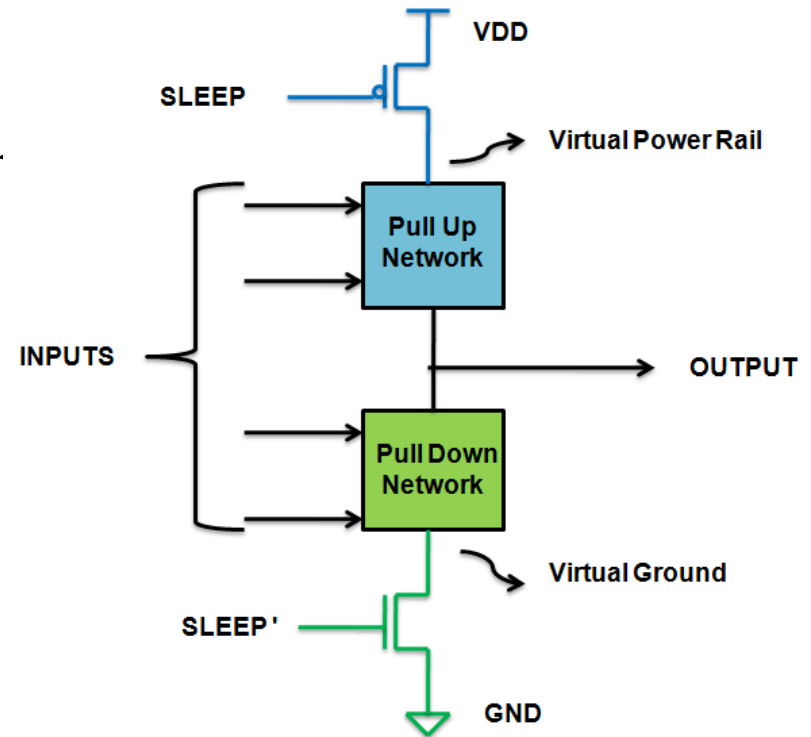 VDD
SLEEP
Virtual Power Rail
Pull Up
Network
INPUTS
OUTPUT
Pull Down
Network
Virtual Ground
SLEEP '
GND